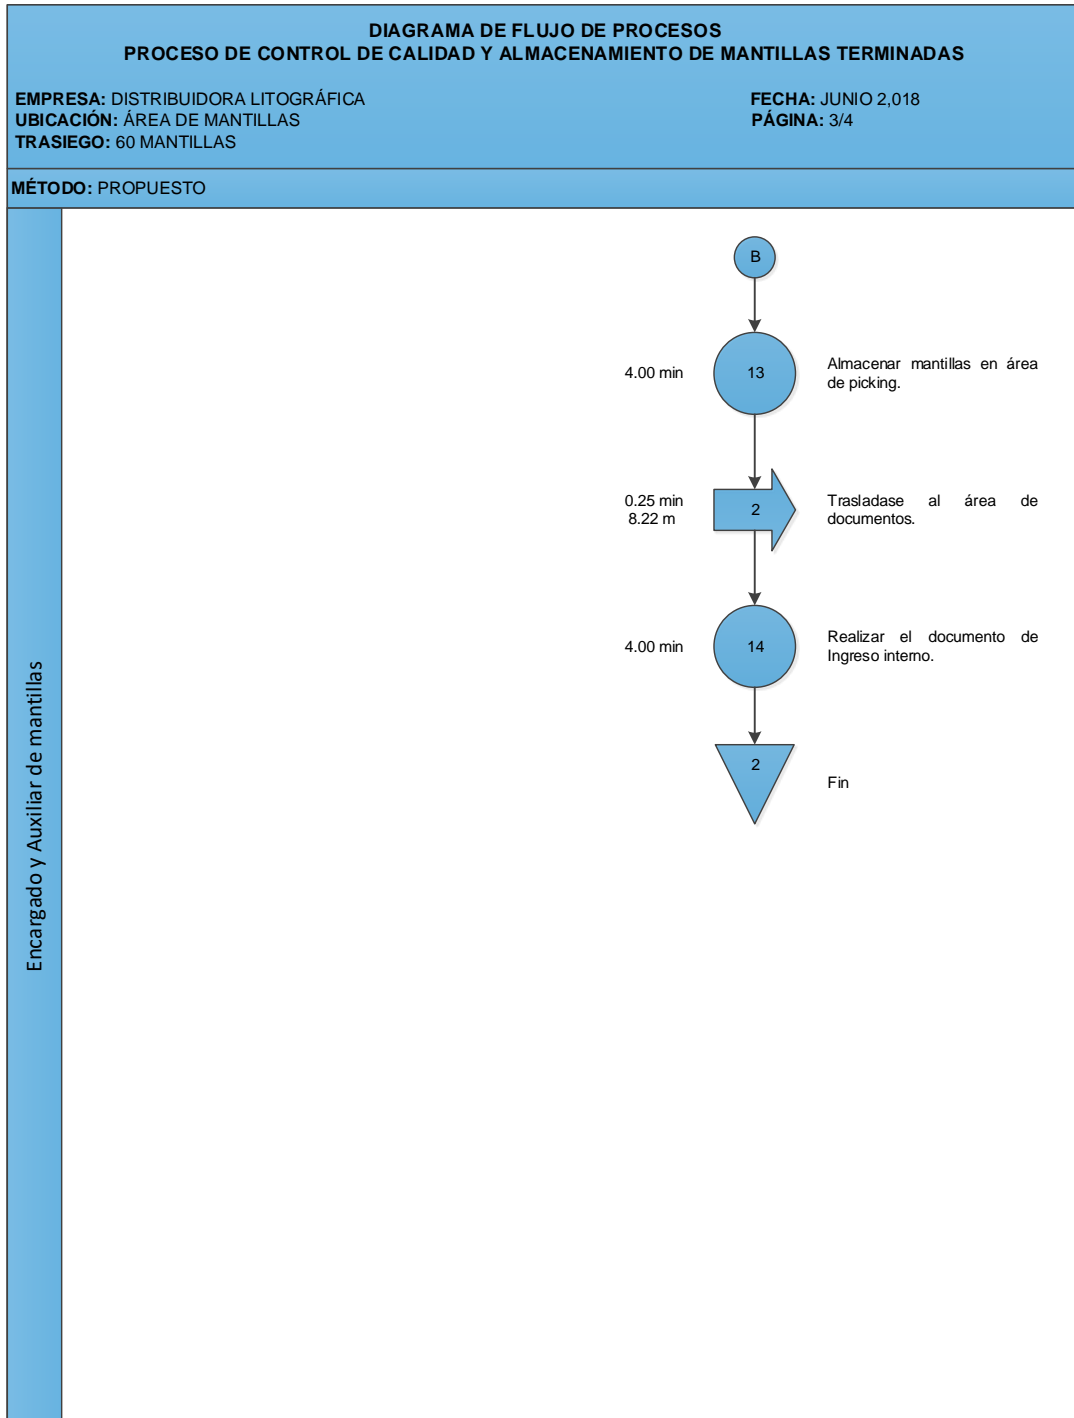 DIAGRAMA DE FLUJO DE PROCESOS
PROCESO DE CONTROL DE CALIDAD Y ALMACENAMIENTO DE MANTILLAS TERMINADAS
EMPRESA: DISTRIBUIDORA LITOGRÁFICA
FECHA: JUNIO 2,018
UBICACIÓN: ÁREA DE MANTILLAS
PÁGINA: 3/4
TRASIEGO: 60 MANTILLAS
MÉTODO: PROPUESTO
Encargado y Auxiliar de mantillas
B
4.00 min
13
Almacenar mantillas en área
de picking.
0.25 min
8.22 m
2
Trasladase al área de
documentos.
4.00 min
14
Realizar el documento de
Ingreso interno.
2
Fin